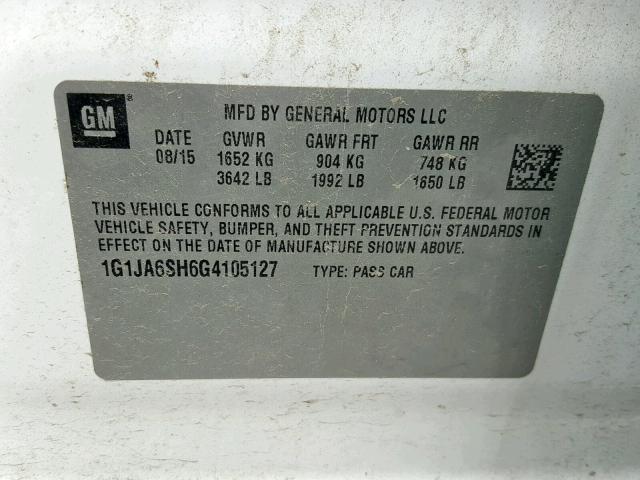 GM ®
MFD BY GENERAL MOTORS LLC
DATE GVWR GAWR FRT GAWR RR
08/15 1652 KG 904 KG 748 KG
3642 LB 1992 LB 1650 LB
THIS VEHICLE CONFORMS TO ALL APPLICABLE U.S. FEDERAL MOTOR
VEHICLE SAFETY, BUMPER, AND THEFT PREVENTION STANDARDS IN
EFFECT ON THE DATE OF MANUFACTURE SHOWN ABOVE.
1G1JA6SH6G4105127 TYPE: PASS CAR